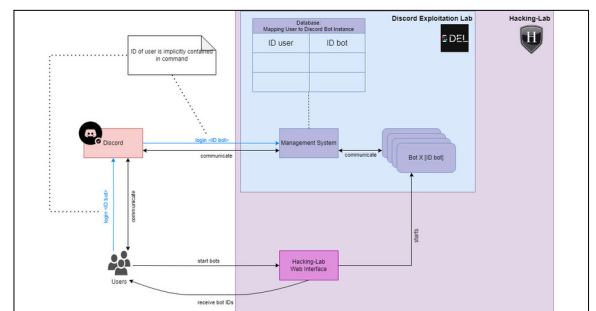 Database:
Mapping User to Discord Bot Instance
ID user
ID bot
Discord Exploitation Lab
DEL
Hacking-Lab
H
ID of user is implicitly contained
in command
Discord
login <ID bot>
communicate
Management System
communicate
Bot X [ID bot]
login <ID bot>
communicate
starts
start bots
Hacking-Lab
Web Interface
Users
receive bot IDs